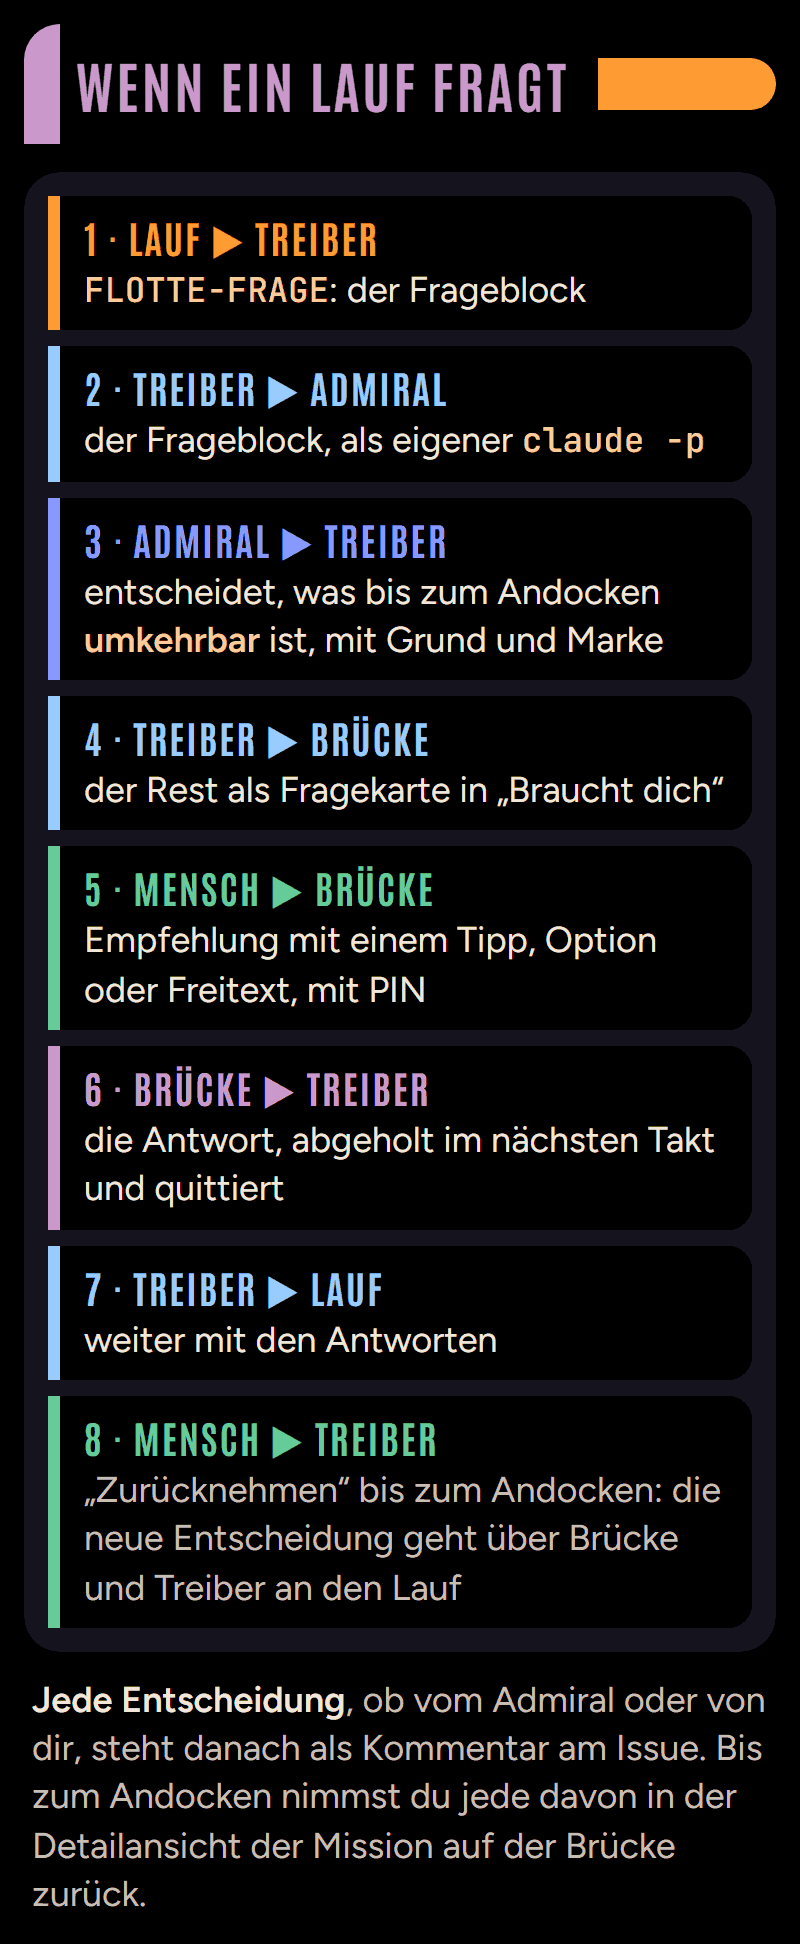 WENN EIN LAUF FRAGT
1 · LAUF ▶ TREIBER
FLOTTE-FRAGE: der Frageblock
2 · TREIBER ▶ ADMIRAL
der Frageblock, als eigener claude -p
3 · ADMIRAL ▶ TREIBER
entscheidet, was bis zum Andocken
umkehrbar ist, mit Grund und Marke
4 · TREIBER ▶ BRÜCKE
der Rest als Fragekarte in „Braucht dich“
5 · MENSCH ▶ BRÜCKE
Empfehlung mit einem Tipp, Option
oder Freitext, mit PIN
6 · BRÜCKE ▶ TREIBER
die Antwort, abgeholt im nächsten Takt
und quittiert
7 · TREIBER ▶ LAUF
weiter mit den Antworten
8 · MENSCH ▶ TREIBER
„Zurücknehmen“ bis zum Andocken: die
neue Entscheidung geht über Brücke
und Treiber an den Lauf
Jede Entscheidung, ob vom Admiral oder von
dir, steht danach als Kommentar am Issue. Bis
zum Andocken nimmst du jede davon in der
Detailansicht der Mission auf der Brücke
zurück.